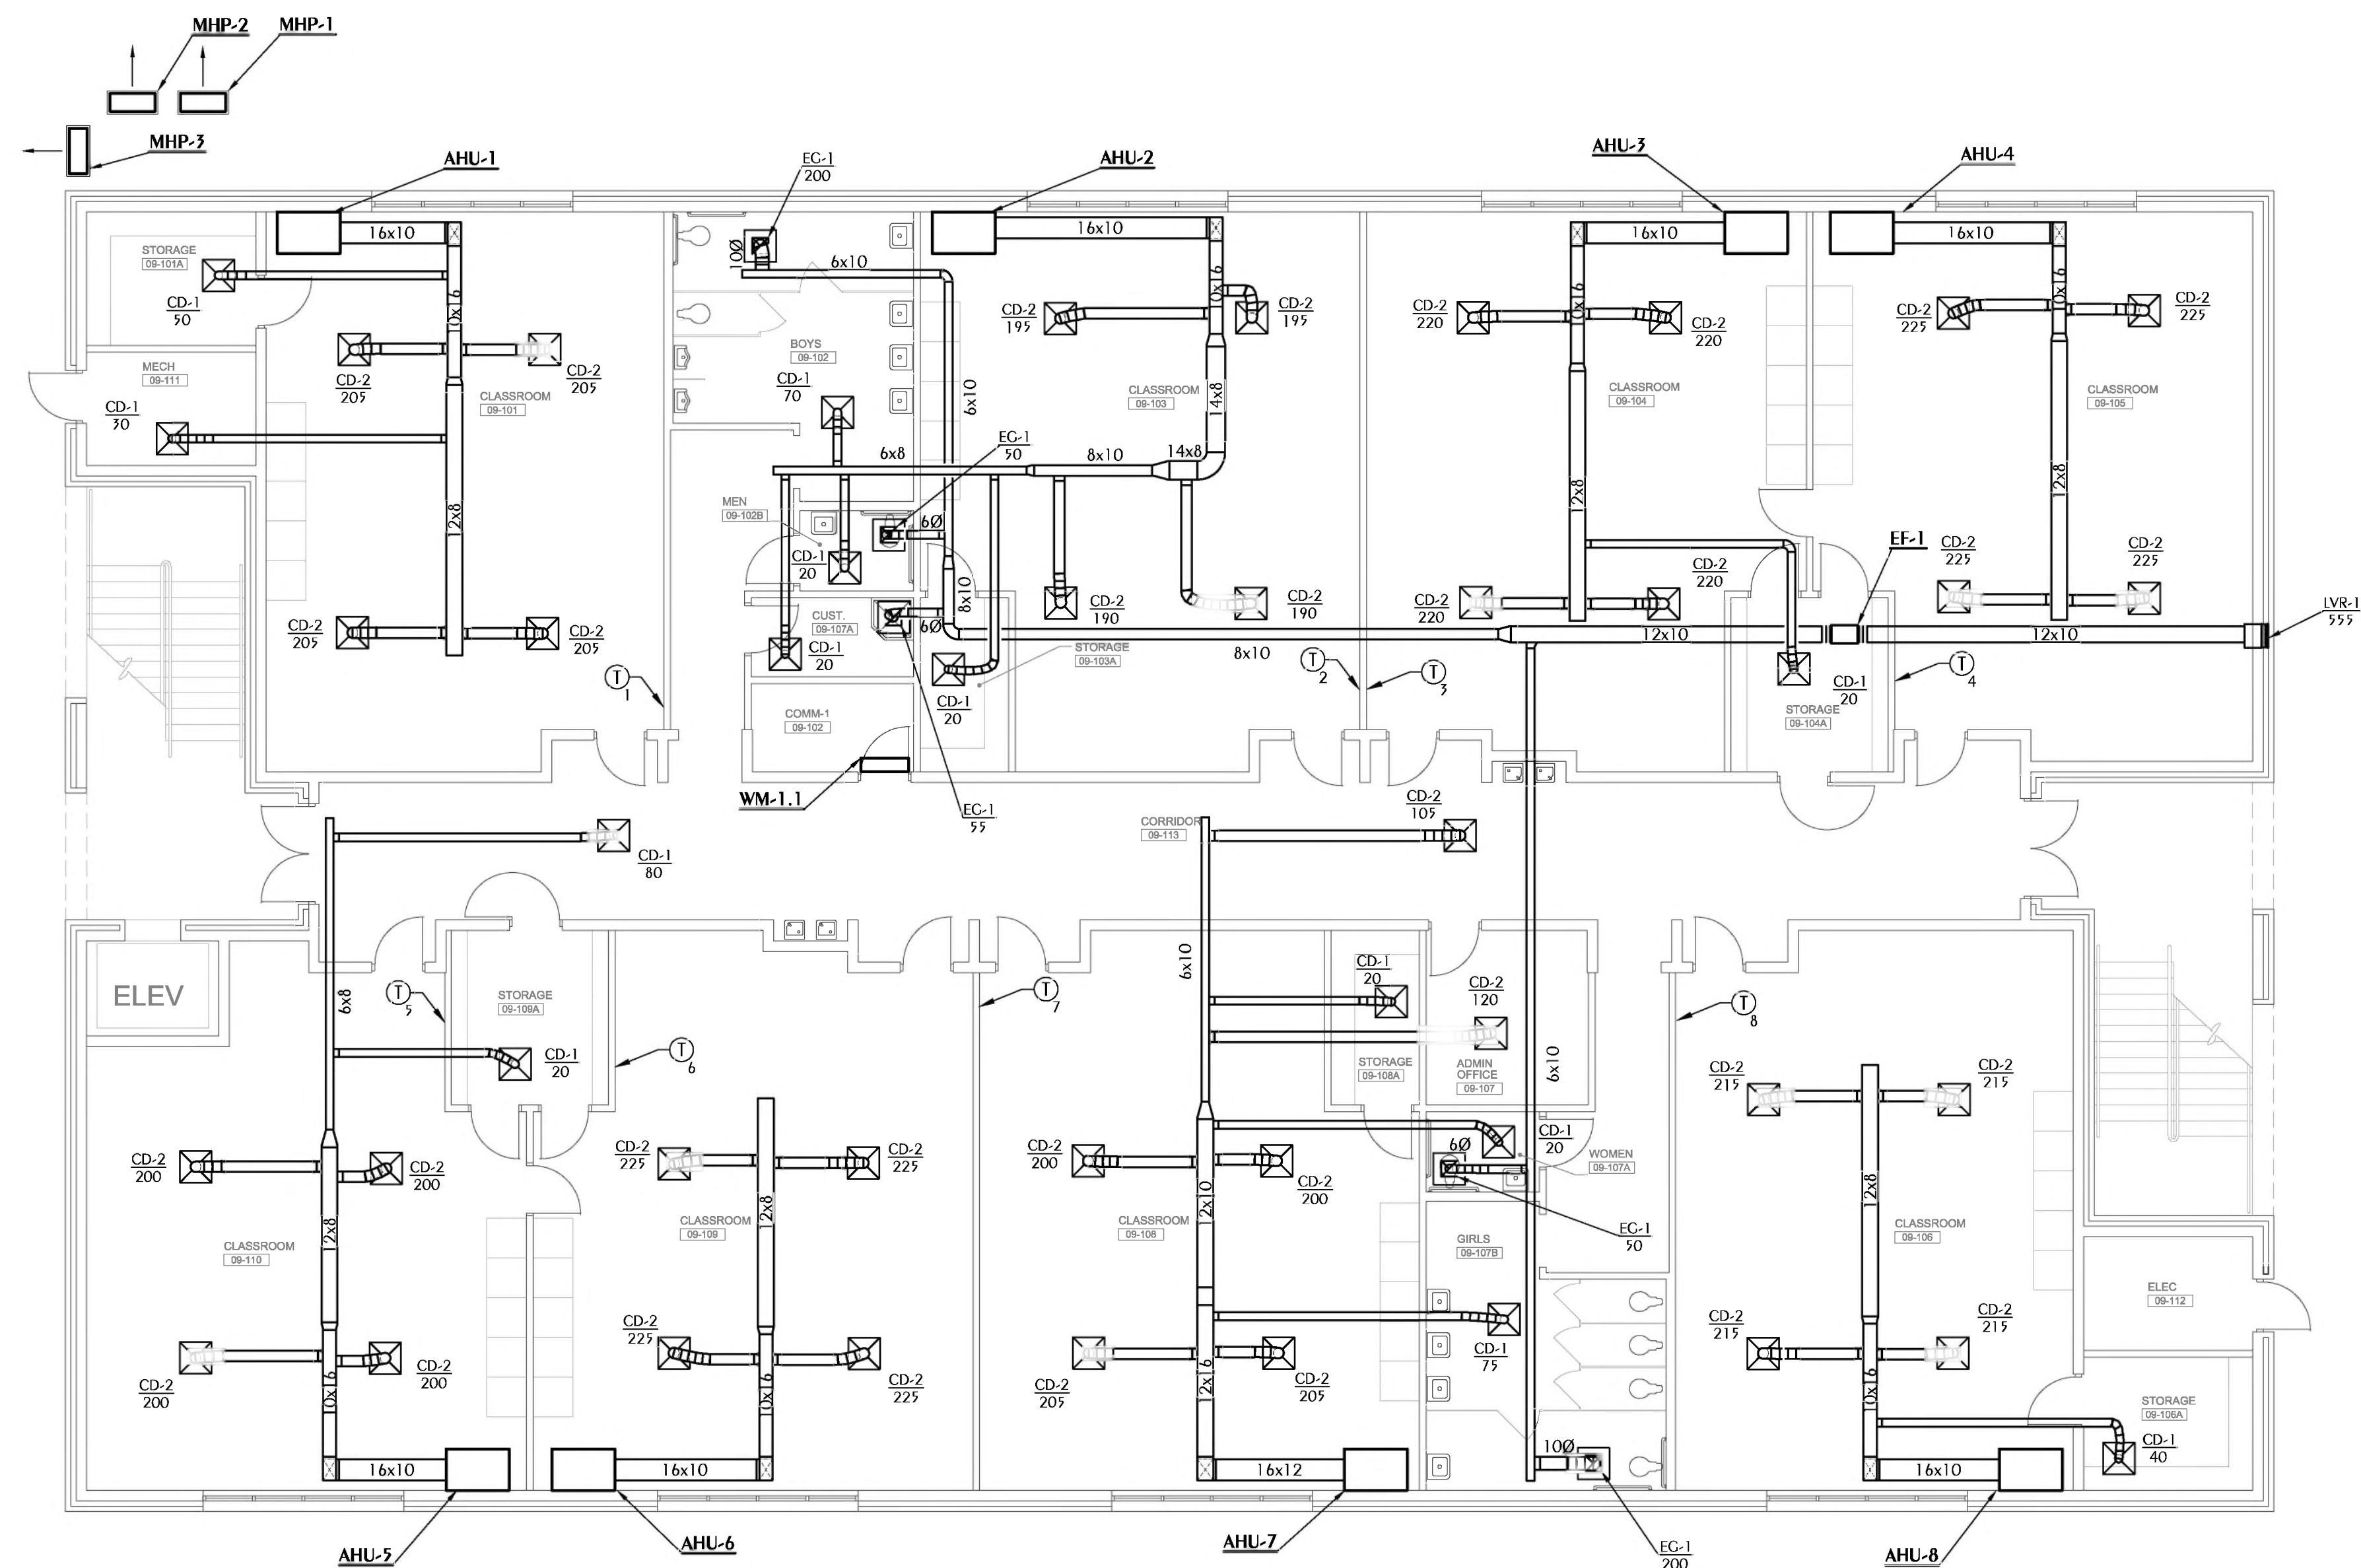 MHP-2
MHP-1
MHP-3
AHU-1
EG-1
200
AHU-2
AHU-3
AHU-4
STORAGE
09-101A
CD-1
50
16x10
10x16
10Ø
6x10
16x10
10x16
16x10
10x16
16x10
10x16
MECH
09-111
CD-1
30
CD-2
205
CD-2
205
CLASSROOM
09-101
12x8
BOYS
09-102
CD-1
70
6x10
CD-2
195
CD-2
195
CLASSROOM
09-103
14x8
CD-2
220
CD-2
220
CLASSROOM
09-104
12x8
CD-2
225
CD-2
225
CLASSROOM
09-105
12x8
6x8
EG-1
50
8x10
14x8
MEN
09-102B
6Ø
CD-1
20
8x10
CUST.
09-107A
6Ø
CD-1
20
CD-2
205
CD-2
205
CD-2
190
CD-2
190
CD-2
220
CD-2
220
EF-1
CD-2
225
CD-2
225
LVR-1
555
STORAGE
09-103A
8x10
12x10
12x10
T
1
T
2
T
3
T
4
CD-1
20
CD-1
20
STORAGE
09-104A
COMM-1
09-102
WM-1.1
EG-1
55
CD-2
105
CORRIDOR
09-113
CD-1
80
ELEV
6x8
T
5
STORAGE
09-109A
CD-1
20
T
6
T
7
6x10
CD-1
20
CD-2
120
STORAGE
09-108A
ADMIN
OFFICE
09-107
6x10
T
8
CD-2
215
CD-2
215
CD-2
200
CD-2
200
CD-2
225
CD-2
225
CD-2
200
CD-2
200
6Ø
CD-1
20
WOMEN
09-107A
12x8
CLASSROOM
09-110
12x8
CLASSROOM
09-109
12x8
CLASSROOM
09-108
12x10
GIRLS
09-107B
EG-1
50
CLASSROOM
09-106
ELEC
09-112
CD-2
200
CD-2
200
10x16
CD-2
225
CD-2
225
10x16
CD-2
205
CD-2
205
12x16
CD-1
75
CD-2
215
CD-2
215
10x16
STORAGE
09-106A
CD-1
40
16x10
16x10
16x12
10Ø
16x10
AHU-5
AHU-6
AHU-7
EG-1
200
AHU-8